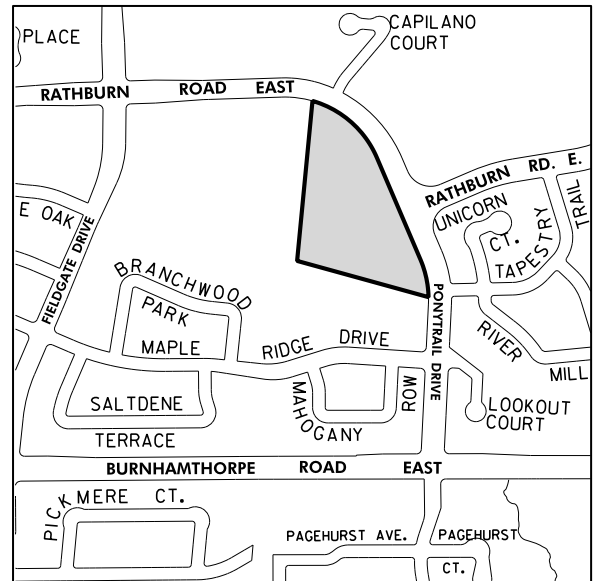 PLACE
CAPILANO
COURT
RATHBURN ROAD EAST
RATHBURN RD. E.
UNICORN
CT.
TAPESTRY
TRAIL
E OAK
FIELDGATE DRIVE
BRANCHWOOD
PARK
MAPLE RIDGE DRIVE
PONYTRAIL DRIVE
RIVER
MILL
SALTDENE
TERRACE
MAHOGANY
ROW
LOOKOUT
COURT
BURNHAMTHORPE ROAD EAST
PICKMERE CT.
PAGEHURST AVE.
PAGEHURST
CT.